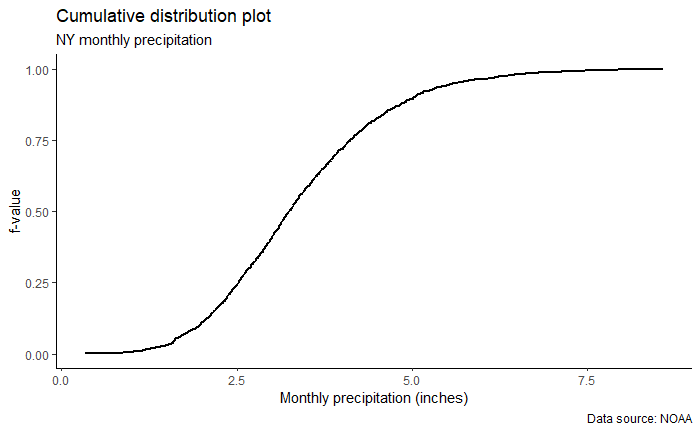 Cumulative distribution plot
NY monthly precipitation
1.00
0.75
0.50
0.25
0.00
f-value
0.0 2.5 5.0 7.5
Monthly precipitation (inches)
Data source: NOAA